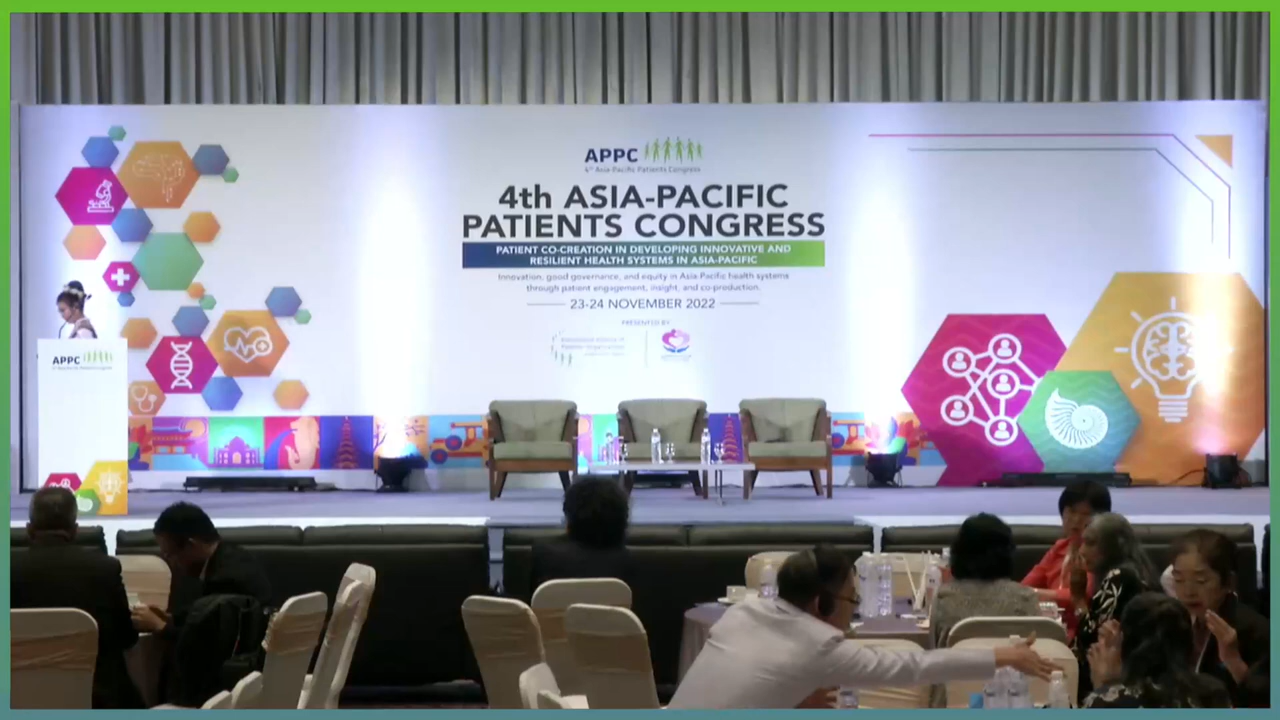 APPC
4th Asia-Pacific Patients Congress
4th ASIA-PACIFIC
PATIENTS CONGRESS
PATIENT CO-CREATION IN DEVELOPING INNOVATIVE AND
RESILIENT HEALTH SYSTEMS IN ASIA-PACIFIC
Innovation, good governance, and equity in Asia-Pacific health systems
through patient engagement, insight, and co-production.
23-24 NOVEMBER 2022
PRESENTED BY
APPC